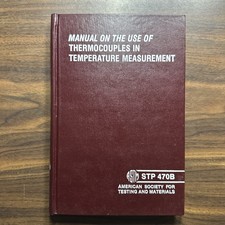 MANUAL ON THE USE OF
THERMOCOUPLES IN
TEMPERATURE MEASUREMENT
STP 470B
AMERICAN SOCIETY FOR
TESTING AND MATERIALS